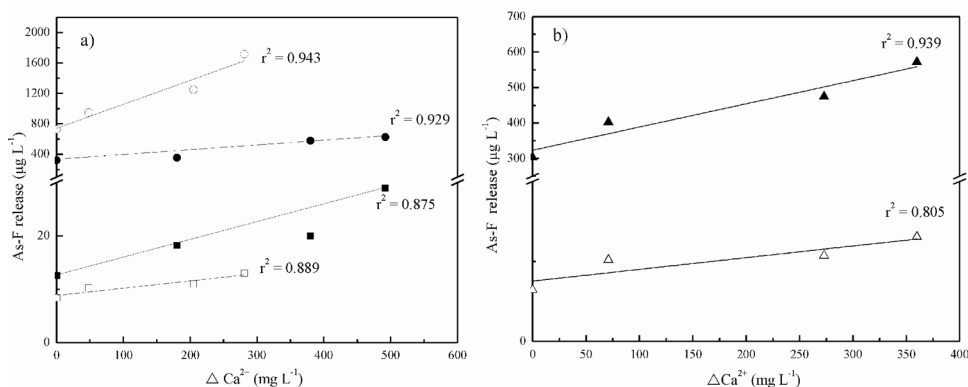 a)
2000
1600
1200
800
400
20
0
As-F release (μg L⁻¹)
r² = 0.943
r² = 0.929
r² = 0.875
r² = 0.889
0 100 200 300 400 500 600
△ Ca²⁻ (mg L⁻¹)
b)
700
600
500
400
300
As-F release (μg L⁻¹)
r² = 0.939
r² = 0.805
0 50 100 150 200 250 300 350 400
△Ca²⁺ (mg L⁻¹)